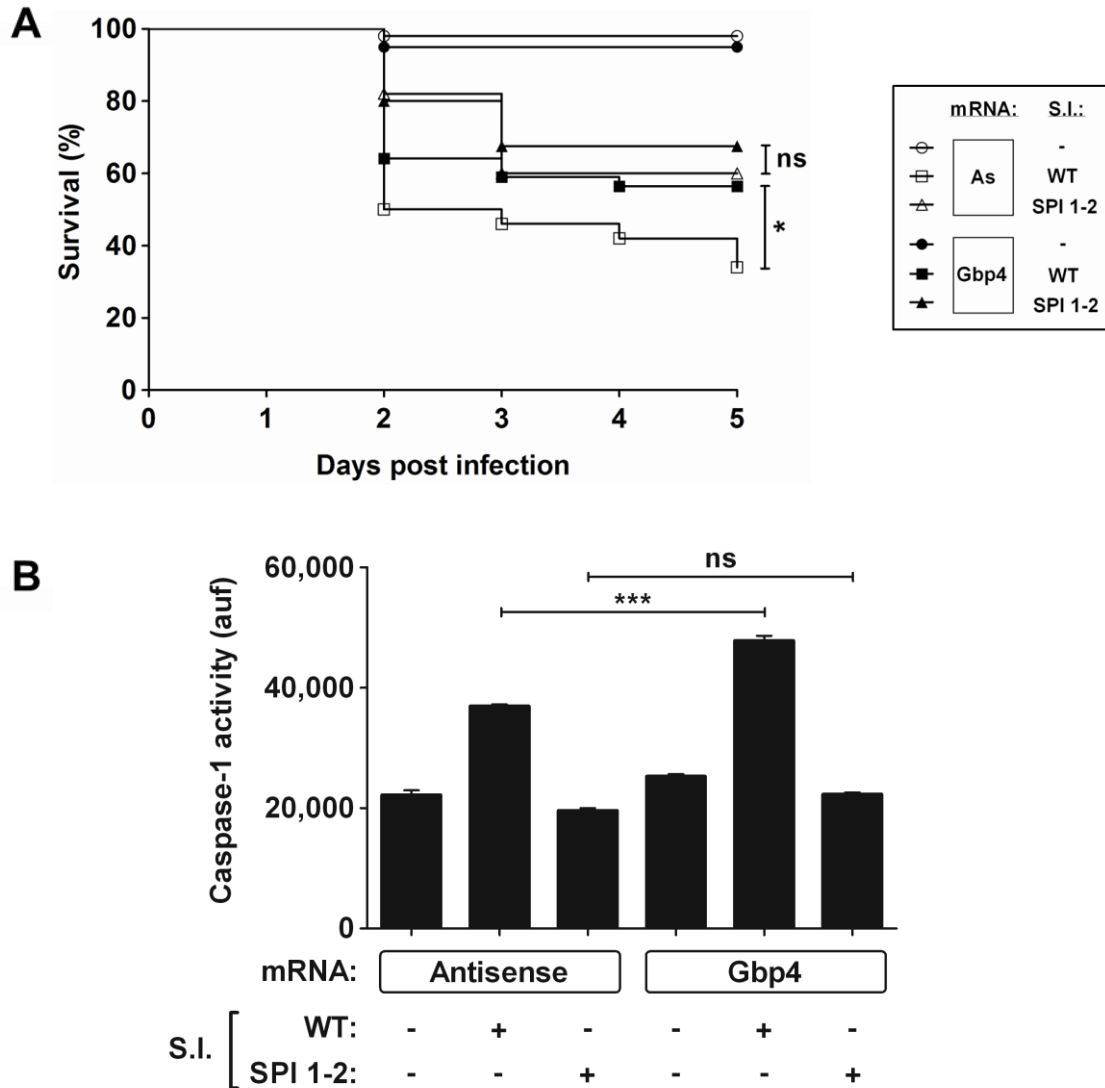 A
100
80
60
40
20
0
Survival (%)
0 1 2 3 4 5
Days post infection
ns
*
mRNA: S.I.:
-
As WT
SPI 1-2
-
Gbp4 WT
SPI 1-2
B
60,000
40,000
20,000
0
Caspase-1 activity (auf)
ns
***
mRNA: Antisense Gbp4
S.I.
WT: - + - - + -
SPI 1-2: - - + - - +